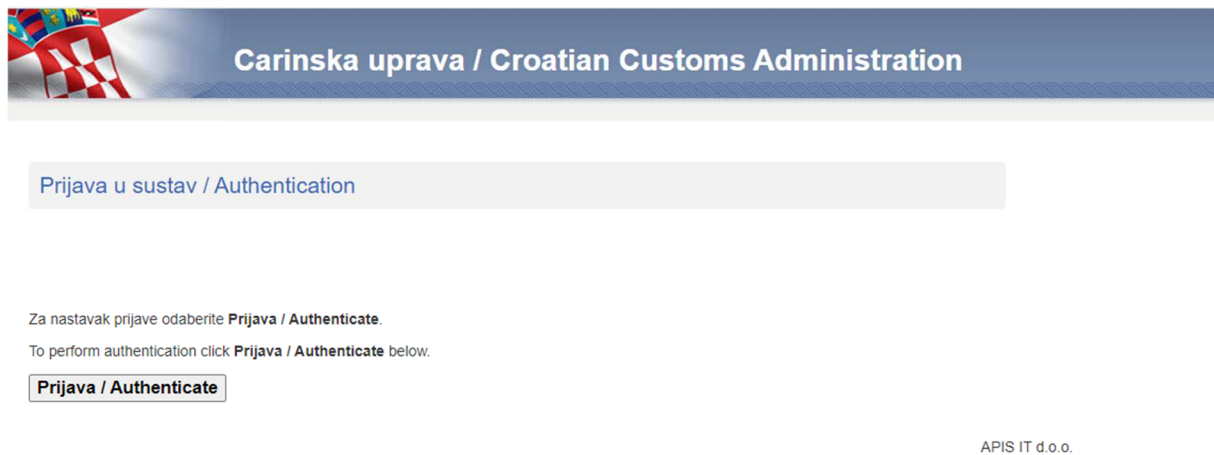 Carinska uprava / Croatian Customs Administration
Prijava u sustav / Authentication
Za nastavak prijave odaberite Prijava / Authenticate.
To perform authentication click Prijava / Authenticate below.
Prijava / Authenticate
APIS IT d.o.o.